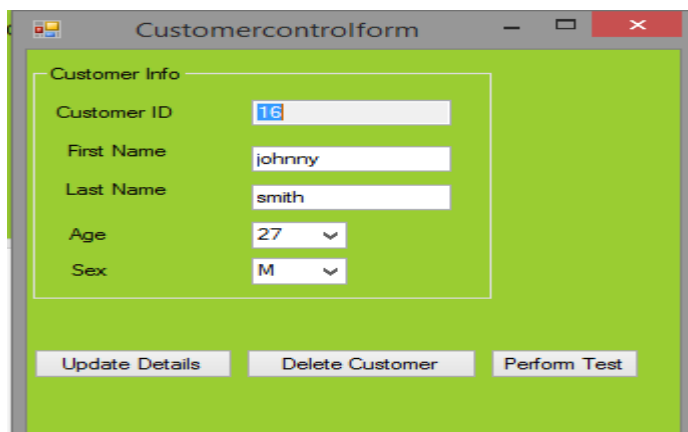 Customercontrolform
Customer Info
Customer ID 16
First Name johnny
Last Name smith
Age 27
Sex M
Update Details Delete Customer Perform Test